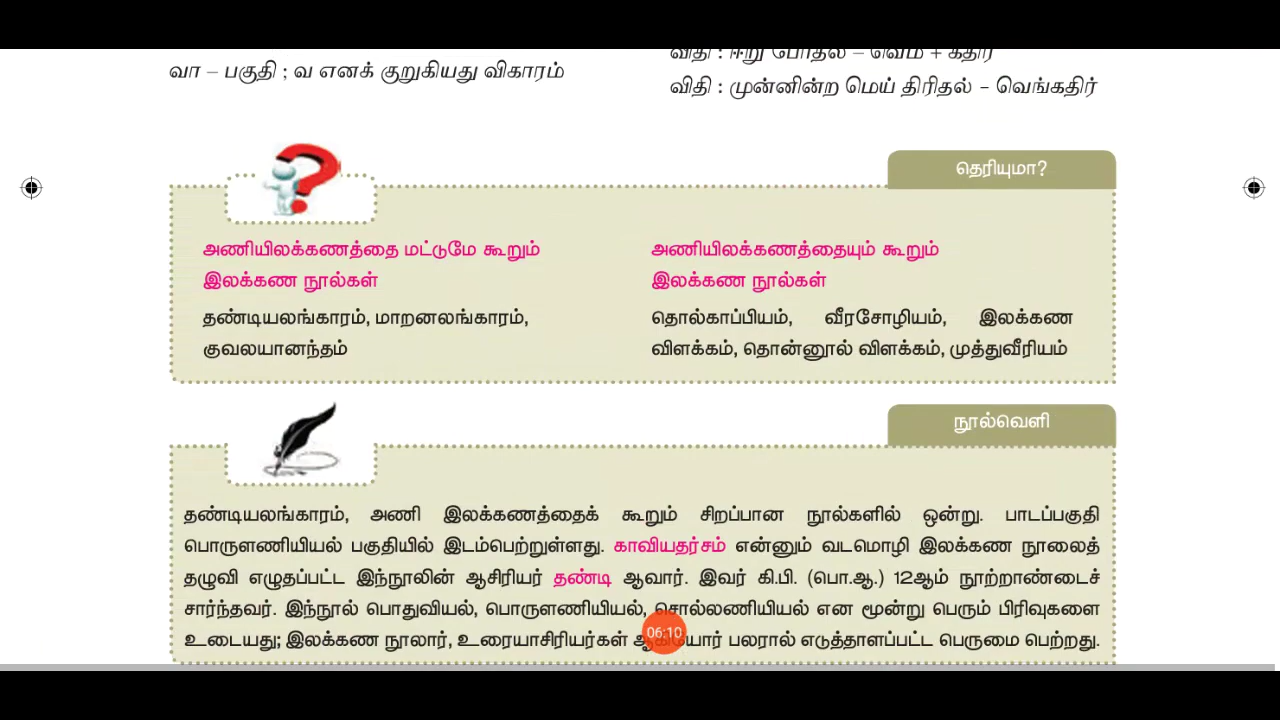 வா – பகுதி ; வ எனக் குறுகியது விகாரம்
விதி : ஈறு போதல் – வெம் + கதிர்
விதி : முன்னின்ற மெய் திரிதல் - வெங்கதிர்
தெரியுமா?
அணியிலக்கணத்தை மட்டுமே கூறும்
இலக்கண நூல்கள்
தண்டியலங்காரம், மாறனலங்காரம்,
குவலயானந்தம்
அணியிலக்கணத்தையும் கூறும்
இலக்கண நூல்கள்
தொல்காப்பியம், வீரசோழியம், இலக்கண
விளக்கம், தொன்னூல் விளக்கம், முத்துவீரியம்
நூல்வெளி
தண்டியலங்காரம், அணி இலக்கணத்தைக் கூறும் சிறப்பான நூல்களில் ஒன்று. பாடப்பகுதி
பொருளணியியல் பகுதியில் இடம்பெற்றுள்ளது. காவியதர்சம் என்னும் வடமொழி இலக்கண நூலைத்
தழுவி எழுதப்பட்ட இந்நூலின் ஆசிரியர் தண்டி ஆவார். இவர் கி.பி. (பொ.ஆ.) 12ஆம் நூற்றாண்டைச்
சார்ந்தவர். இந்நூல் பொதுவியல், பொருளணியியல், சொல்லணியியல் என மூன்று பெரும் பிரிவுகளை
உடையது; இலக்கண நூலார், உரையாசிரியர்கள் ஆகியோர் பலரால் எடுத்தாளப்பட்ட பெருமை பெற்றது.
06:10